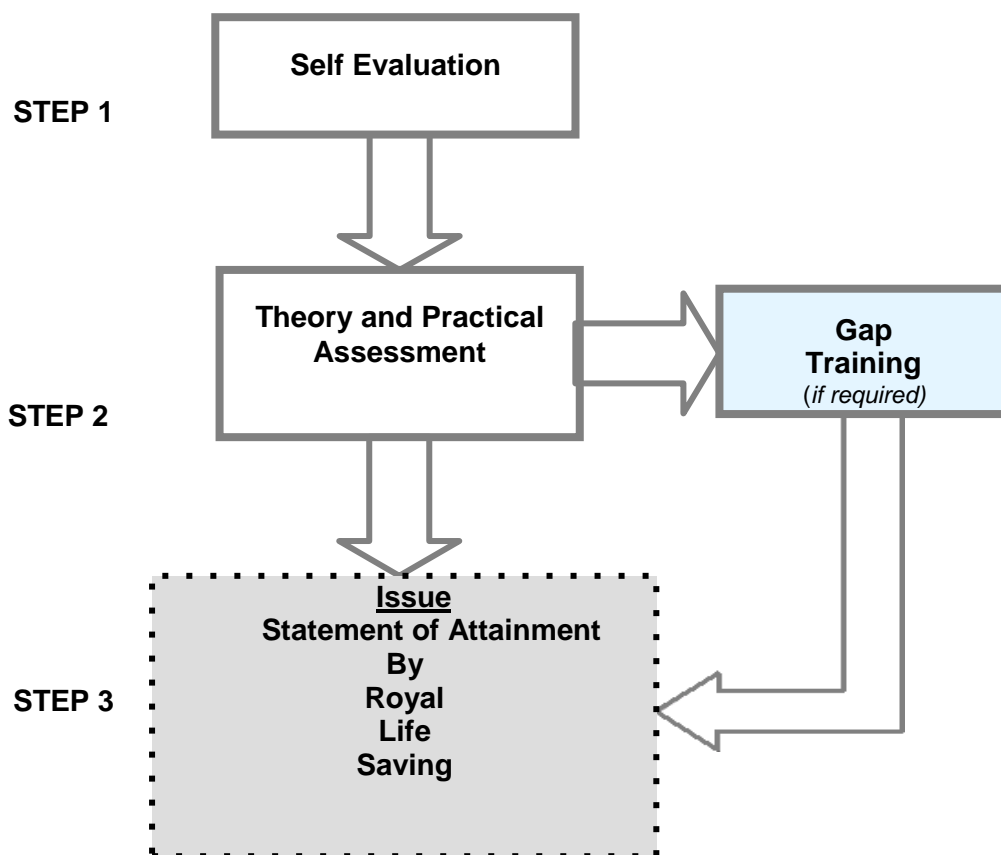 Self Evaluation
STEP 1
Theory and Practical
Assessment
Gap
Training
(if required)
STEP 2
Issue
Statement of Attainment
By
Royal
Life
Saving
STEP 3